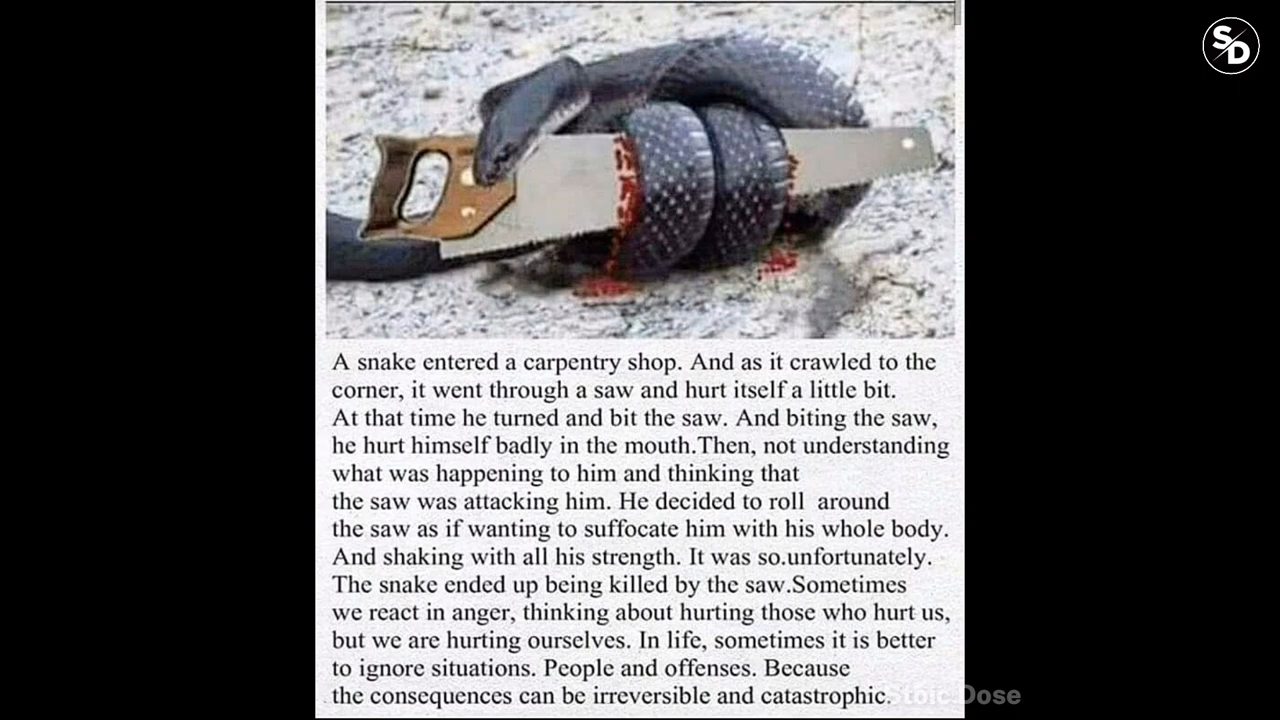 S/D
A snake entered a carpentry shop. And as it crawled to the
corner, it went through a saw and hurt itself a little bit.
At that time he turned and bit the saw. And biting the saw,
he hurt himself badly in the mouth.Then, not understanding
what was happening to him and thinking that
the saw was attacking him. He decided to roll  around
the saw as if wanting to suffocate him with his whole body.
And shaking with all his strength. It was so.unfortunately.
The snake ended up being killed by the saw.Sometimes
we react in anger, thinking about hurting those who hurt us,
but we are hurting ourselves. In life, sometimes it is better
to ignore situations. People and offenses. Because
the consequences can be irreversible and catastrophic.
Stoic Dose